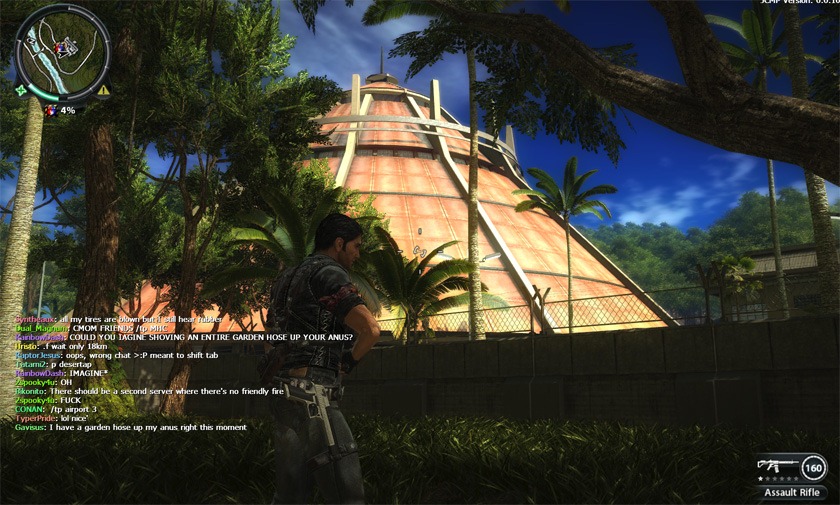 JCMP Version: 0.0.10
4%
Syntheaux: all my tires are blown but i still hear rubber
Dual_Magnum: CMOM FRIENDS /tp MHC
RainbowDash: COULD YOU IAGINE SHOVING AN ENTIRE GARDEN HOSE UP YOUR ANUS?
Hristo: .I wait only 18km
RaptorJesus: oops, wrong chat >:P meant to shift tab
Tatami2: p desertap
RainbowDash: IMAGINE*
Zspooky4u: OH
Rikonito: There should be a second server where there's no friendly fire
Zspooky4u: FUCK
CONAN: /tp airport 3
TyperPride: lol nice'
Gavisus: I have a garden hose up my anus right this moment
160
Assault Rifle